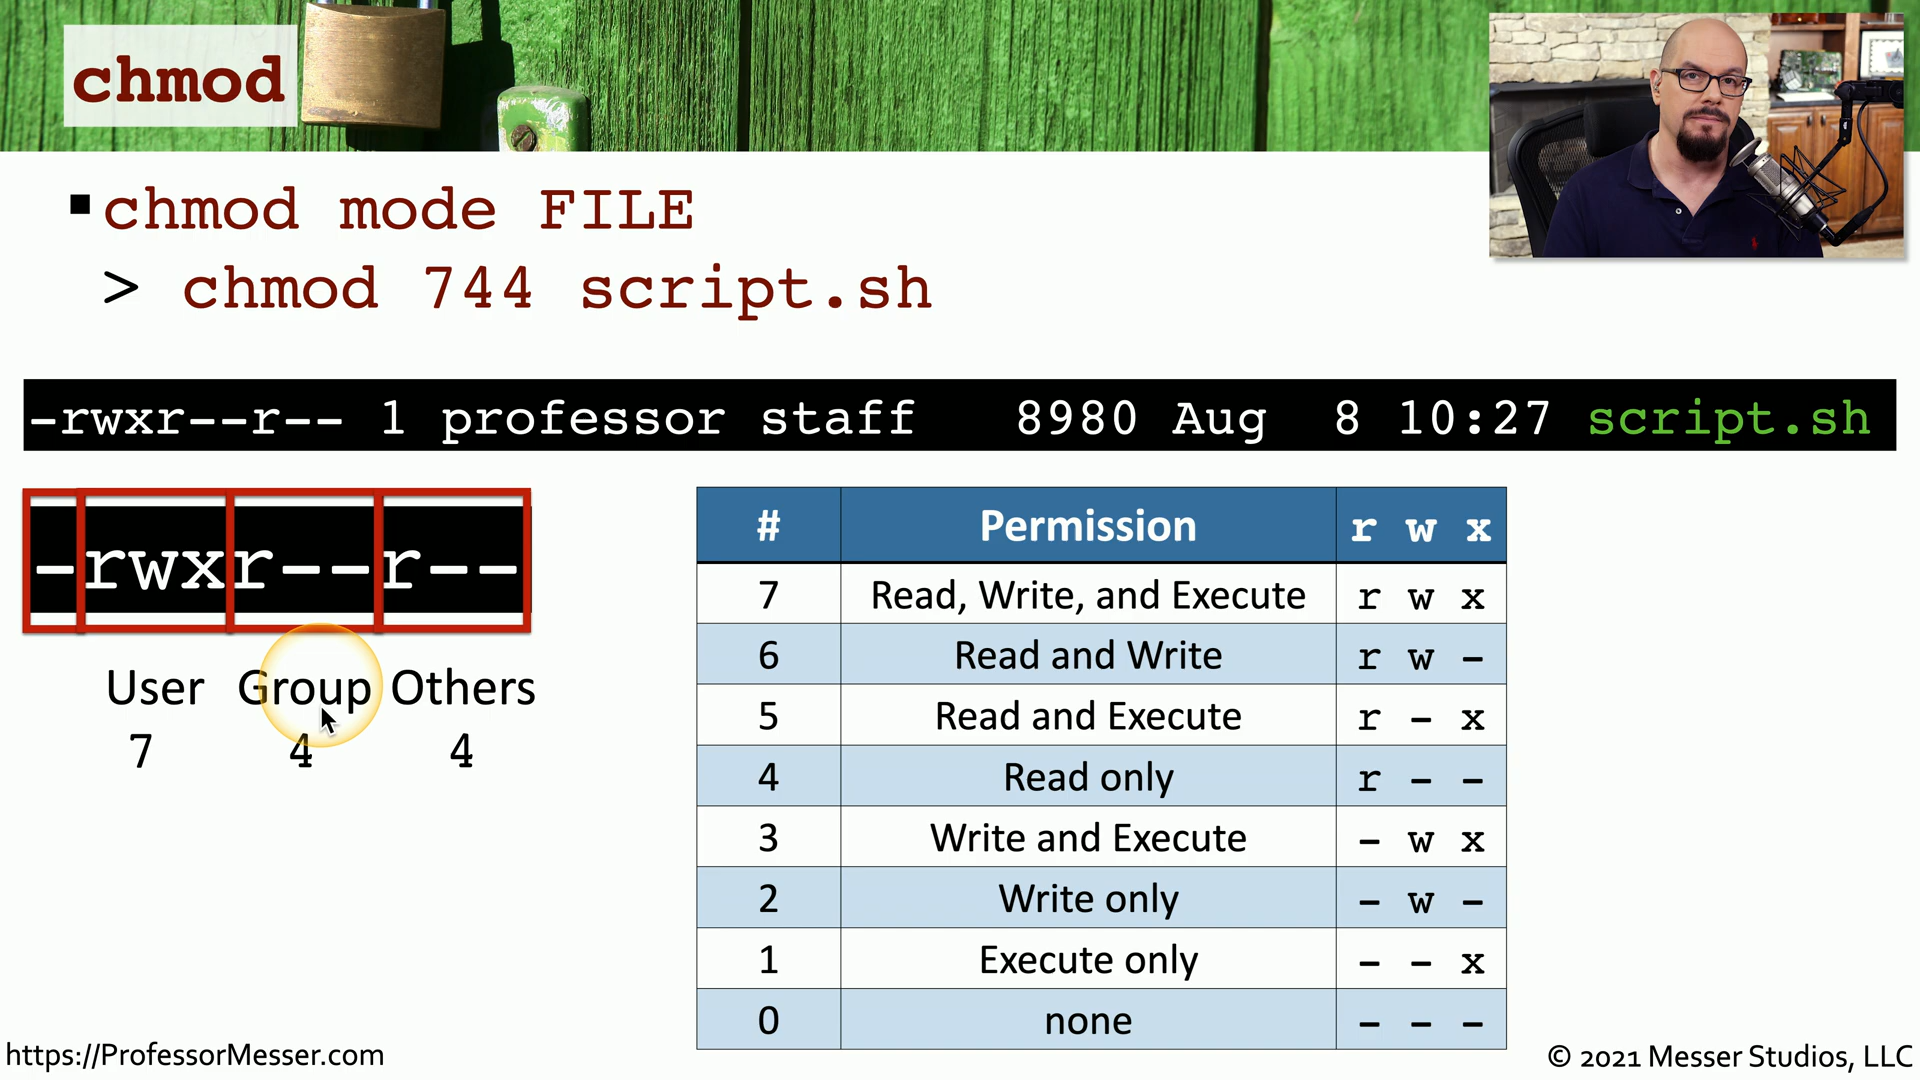 chmod
▪chmod mode FILE
> chmod 744 script.sh
-rwxr--r-- 1 professor staff 8980 Aug 8 10:27 script.sh
-rwxr--r--
User Group Others
7 4 4
# Permission r w x
7 Read, Write, and Execute r w x
6 Read and Write r w -
5 Read and Execute r - x
4 Read only r - -
3 Write and Execute - w x
2 Write only - w -
1 Execute only - - x
0 none - - -
https://ProfessorMesser.com
© 2021 Messer Studios, LLC